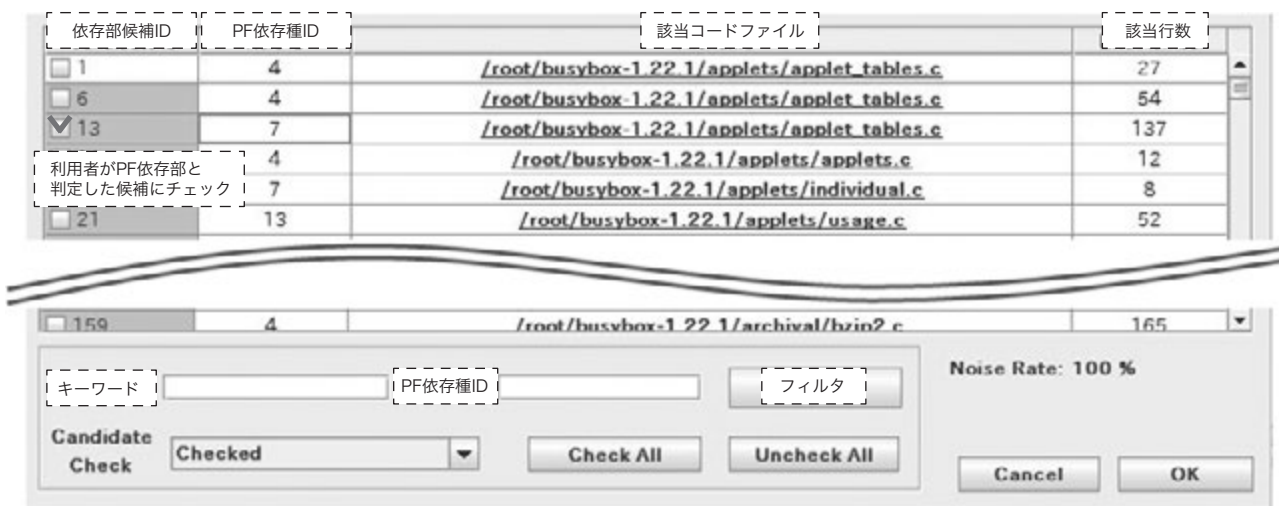 依存部候補ID PF依存種ID 該当コードファイル 該当行数
1 4 /root/busybox-1.22.1/applets/applet_tables.c 27
6 4 /root/busybox-1.22.1/applets/applet_tables.c 54
13 7 /root/busybox-1.22.1/applets/applet_tables.c 137
4 /root/busybox-1.22.1/applets/applets.c 12
利用者がPF依存部と
判定した候補にチェック
7 /root/busybox-1.22.1/applets/individual.c 8
21 13 /root/busybox-1.22.1/applets/usage.c 52
159 4 /root/busybox-1.22.1/archival/bzip2.c 165
キーワード PF依存種ID フィルタ
Noise Rate: 100 %
Candidate
Check
Checked Check All Uncheck All
Cancel OK